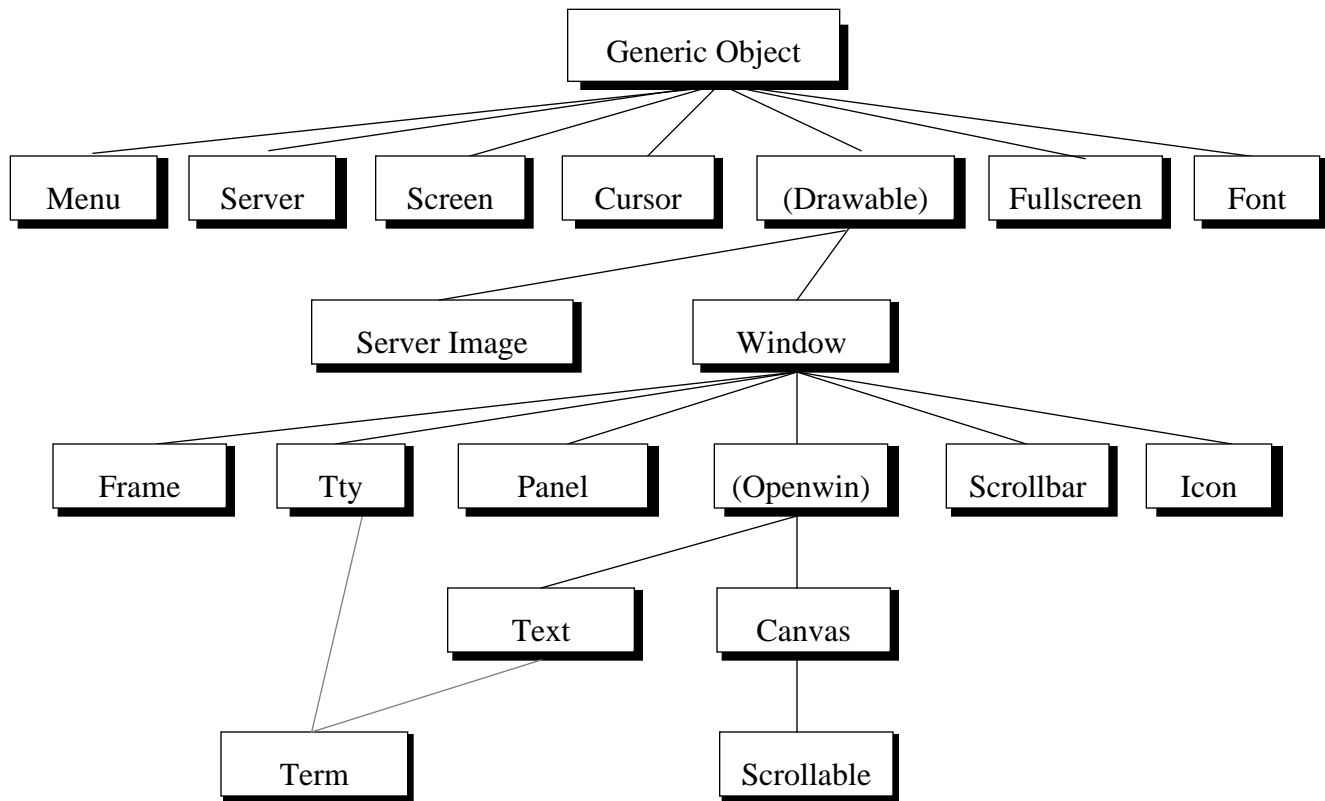 Generic Object
Menu
Server
Screen
Cursor
(Drawable)
Fullscreen
Font
Server Image
Window
Frame
Tty
Panel
(Openwin)
Scrollbar
Icon
Text
Canvas
Term
Scrollable